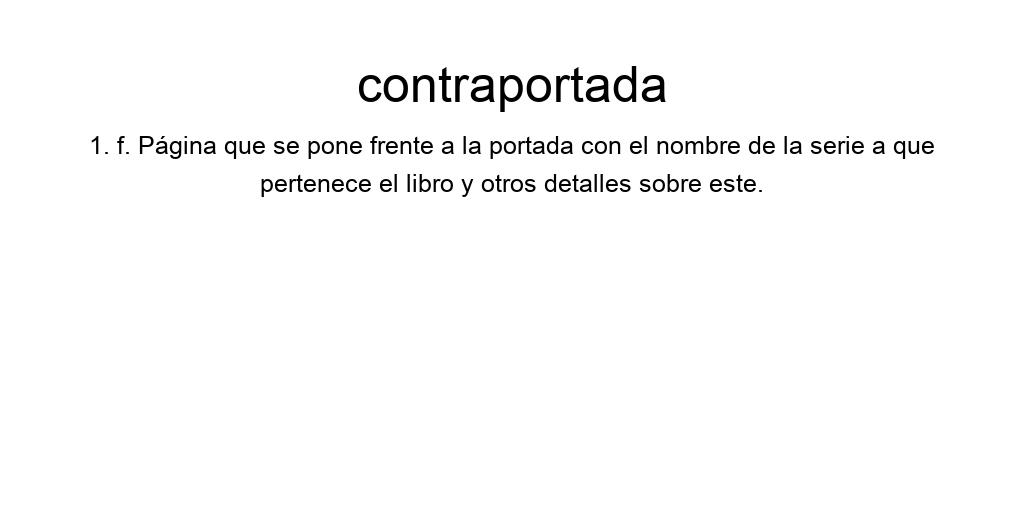 contraportada
1. f. Página que se pone frente a la portada con el nombre de la serie a que
pertenece el libro y otros detalles sobre este.